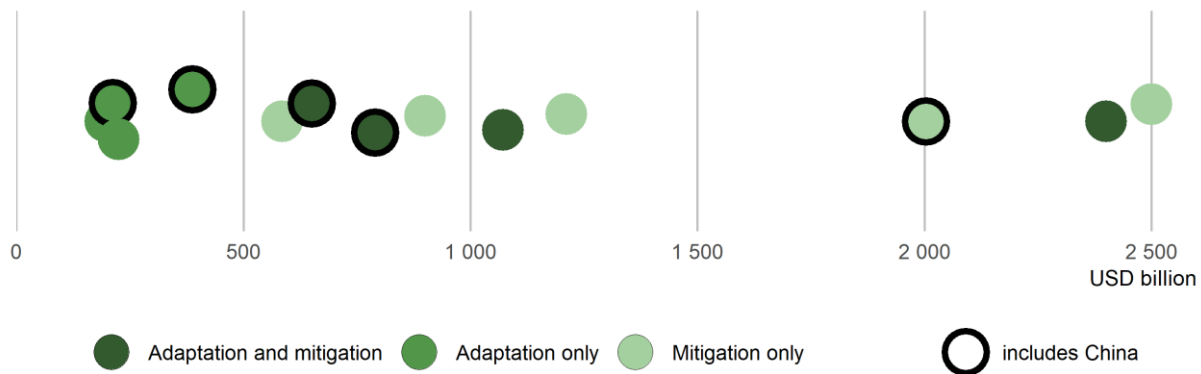 0 500 1 000 1 500 2 000 2 500
USD billion
Adaptation and mitigation Adaptation only Mitigation only includes China